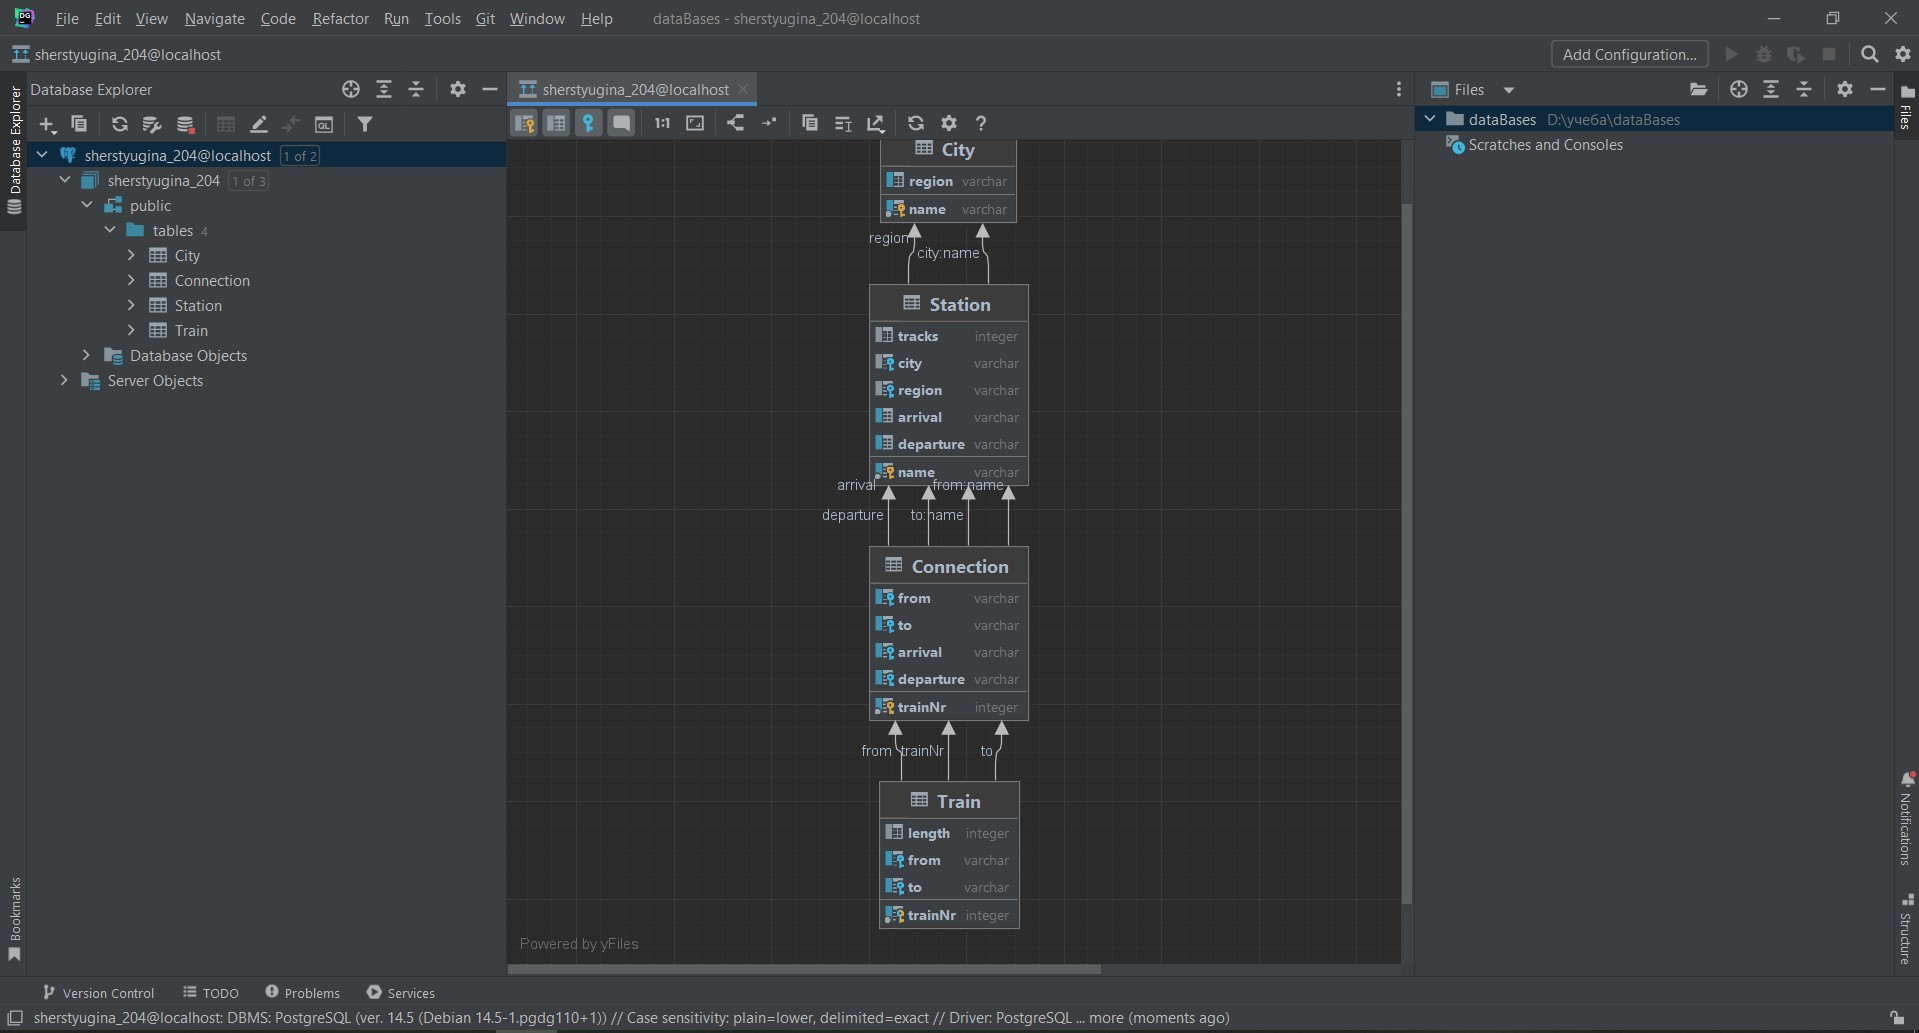 File Edit View Navigate Code Refactor Run Tools Git Window Help dataBases - sherstyugina_204@localhost
sherstyugina_204@localhost
Add Configuration...
Database Explorer
Database Explorer
sherstyugina_204@localhost 1 of 2
sherstyugina_204 1 of 3
public
tables 4
City
Connection
Station
Train
Database Objects
Server Objects
Bookmarks
sherstyugina_204@localhost
1:1
City
region varchar
name varchar
region
city:name
Station
tracks integer
city varchar
region varchar
arrival varchar
departure varchar
name varchar
arrival from:name
departure to:name
Connection
from varchar
to varchar
arrival varchar
departure varchar
trainNr integer
from trainNr to
Train
length integer
from varchar
to varchar
trainNr integer
Powered by yFiles
Files
dataBases D:\учеба\dataBases
Scratches and Consoles
Files
Notifications
Structure
Version Control TODO Problems Services
sherstyugina_204@localhost: DBMS: PostgreSQL (ver. 14.5 (Debian 14.5-1.pgdg110+1)) // Case sensitivity: plain=lower, delimited=exact // Driver: PostgreSQL ... more (moments ago)